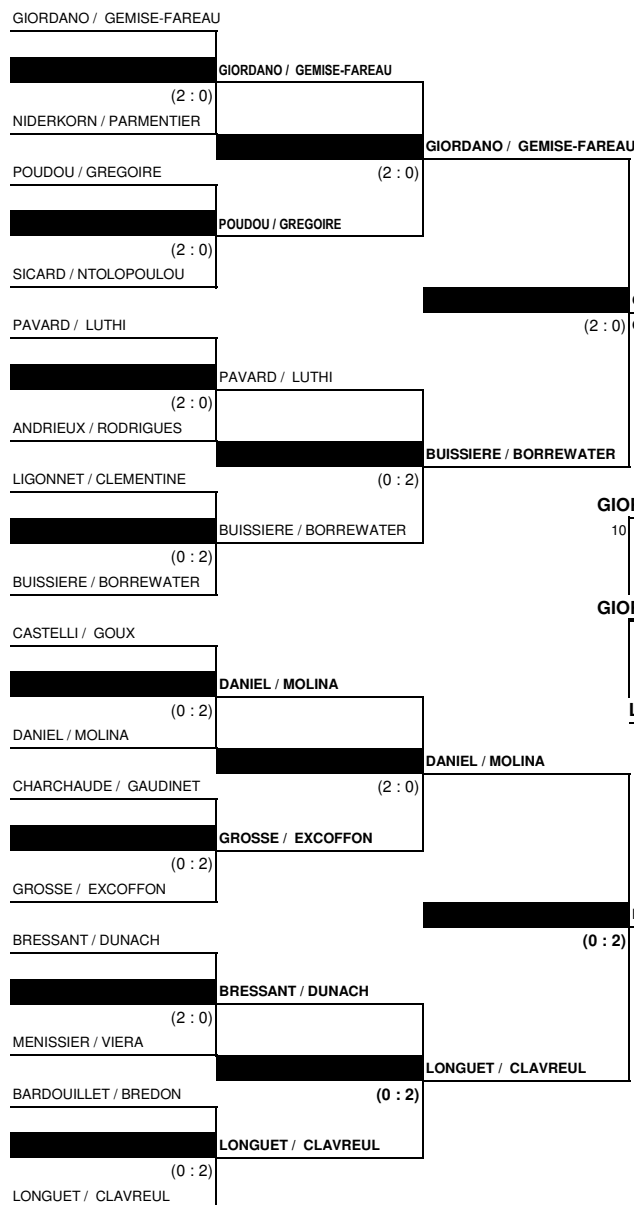 GIORDANO / GEMISE-FAREAU
GIORDANO / GEMISE-FAREAU
(2 : 0)
NIDERKORN / PARMENTIER
GIORDANO / GEMISE-FAREAU
POUDOU / GREGOIRE
(2 : 0)
POUDOU / GREGOIRE
(2 : 0)
SICARD / NTOLOPOULOU
PAVARD / LUTHI
(2 : 0)
PAVARD / LUTHI
(2 : 0)
ANDRIEUX / RODRIGUES
BUISSIERE / BORREWATER
LIGONNET / CLEMENTINE
(0 : 2)
GIO
BUISSIERE / BORREWATER
10
(0 : 2)
BUISSIERE / BORREWATER
GIO
CASTELLI / GOUX
DANIEL / MOLINA
(0 : 2)
L
DANIEL / MOLINA
DANIEL / MOLINA
CHARCHAUDE / GAUDINET
(2 : 0)
GROSSE / EXCOFFON
(0 : 2)
GROSSE / EXCOFFON
BRESSANT / DUNACH
(0 : 2)
BRESSANT / DUNACH
(2 : 0)
MENISSIER / VIERA
LONGUET / CLAVREUL
BARDOUILLET / BREDON
(0 : 2)
LONGUET / CLAVREUL
(0 : 2)
LONGUET / CLAVREUL